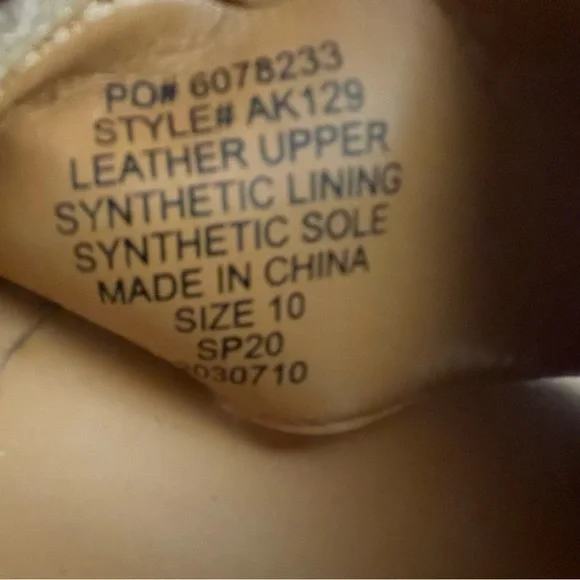 PO# 6078233
STYLE# AK129
LEATHER UPPER
SYNTHETIC LINING
SYNTHETIC SOLE
MADE IN CHINA
SIZE 10
SP20